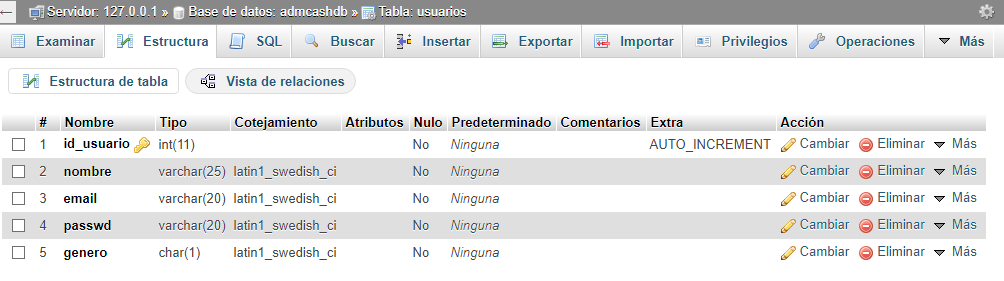 Servidor: 127.0.0.1 » Base de datos: admcashdb » Tabla: usuarios
Examinar Estructura SQL Buscar Insertar Exportar Importar Privilegios Operaciones Más
Estructura de tabla Vista de relaciones
# Nombre Tipo Cotejamiento Atributos Nulo Predeterminado Comentarios Extra Acción
1 id_usuario int(11) No Ninguna AUTO_INCREMENT Cambiar Eliminar Más
2 nombre varchar(25) latin1_swedish_ci No Ninguna Cambiar Eliminar Más
3 email varchar(20) latin1_swedish_ci No Ninguna Cambiar Eliminar Más
4 passwd varchar(20) latin1_swedish_ci No Ninguna Cambiar Eliminar Más
5 genero char(1) latin1_swedish_ci No Ninguna Cambiar Eliminar Más